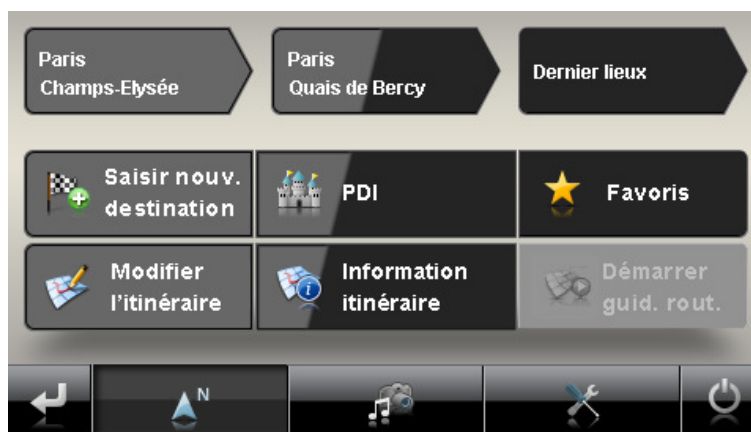 Paris
Champs-Elysée
Paris
Quais de Bercy
Dernier lieux
Saisir nouv.
destination
PDI
Favoris
Modifier
l'itinéraire
Information
itinéraire
Démarrer
guid. rout.
N